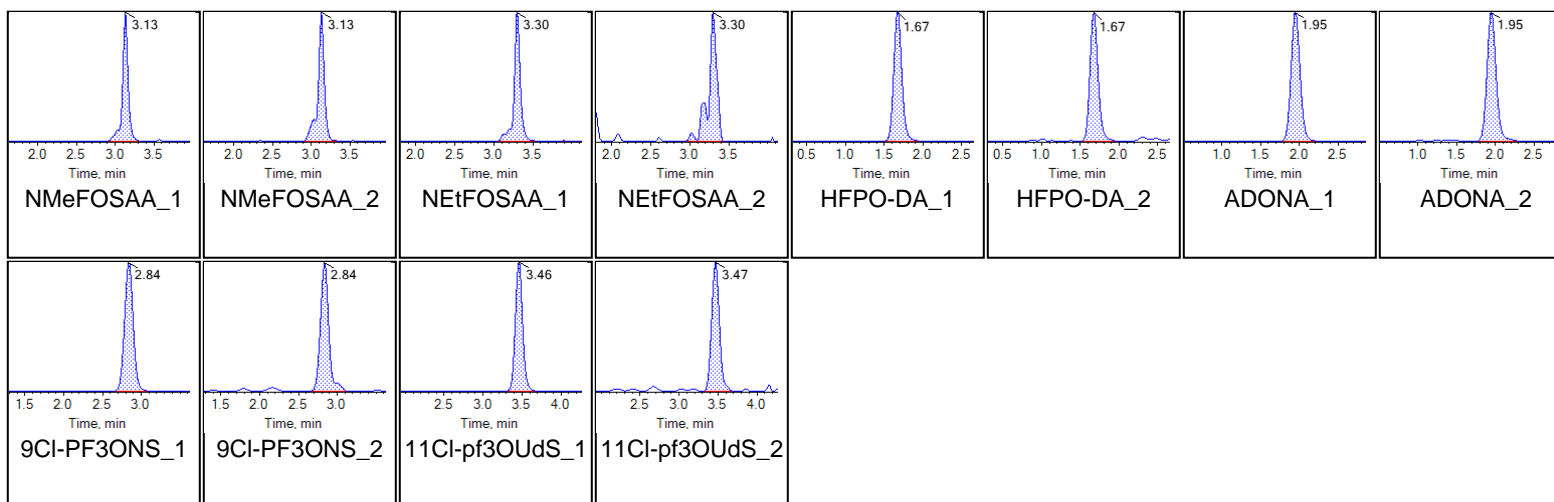 3.13
2.0 2.5 3.0 3.5
Time, min
NMeFOSAA_1
3.13
2.0 2.5 3.0 3.5
Time, min
NMeFOSAA_2
3.30
2.0 2.5 3.0 3.5
Time, min
NEtFOSAA_1
3.30
2.0 2.5 3.0 3.5
Time, min
NEtFOSAA_2
1.67
0.5 1.0 1.5 2.0 2.5
Time, min
HFPO-DA_1
1.67
0.5 1.0 1.5 2.0 2.5
Time, min
HFPO-DA_2
1.95
1.0 1.5 2.0 2.5
Time, min
ADONA_1
1.95
1.0 1.5 2.0 2.5
Time, min
ADONA_2
2.84
1.5 2.0 2.5 3.0
Time, min
9Cl-PF3ONS_1
2.84
1.5 2.0 2.5 3.0
Time, min
9Cl-PF3ONS_2
3.46
2.5 3.0 3.5 4.0
Time, min
11Cl-pf3OUdS_1
3.47
2.5 3.0 3.5 4.0
Time, min
11Cl-pf3OUdS_2